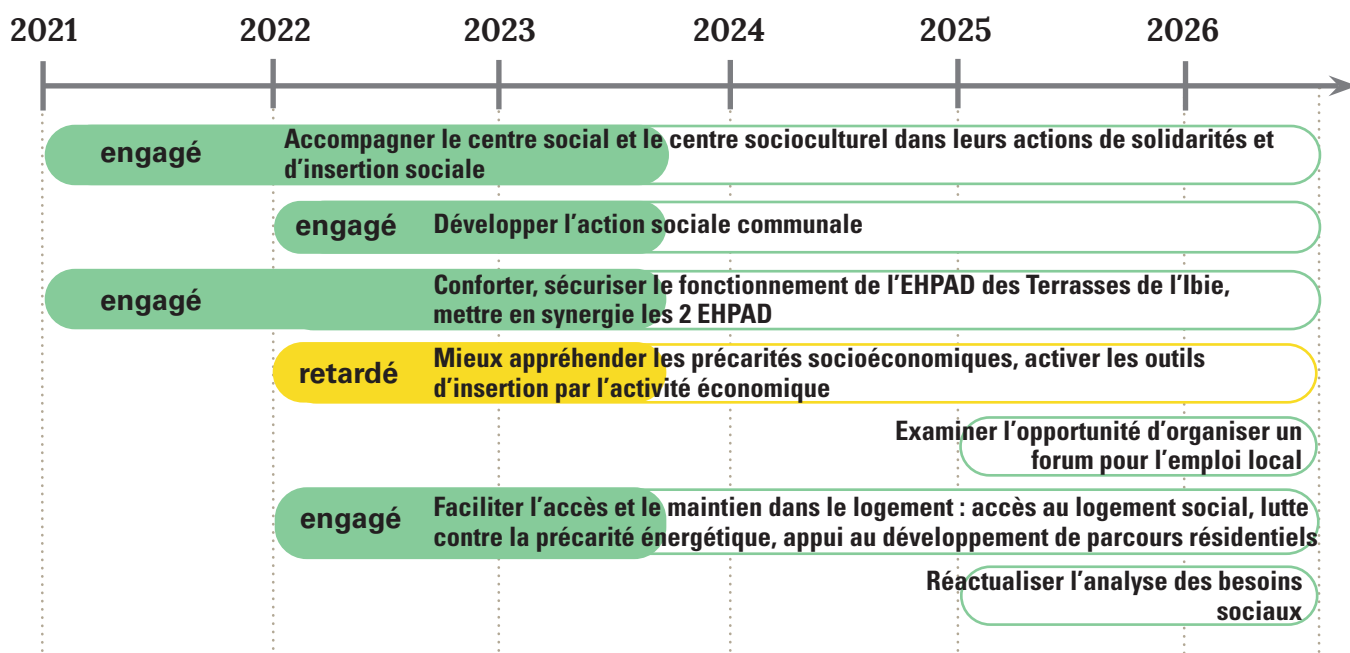 2021 2022 2023 2024 2025 2026
engagé
Accompagner le centre social et le centre socioculturel dans leurs actions de solidarités et
d’insertion sociale
engagé
Développer l’action sociale communale
engagé
Conforter, sécuriser le fonctionnement de l’EHPAD des Terrasses de l’Ibie,
mettre en synergie les 2 EHPAD
retardé
Mieux appréhender les précarités socioéconomiques, activer les outils
d’insertion par l’activité économique
Examiner l’opportunité d’organiser un
forum pour l’emploi local
engagé
Faciliter l’accès et le maintien dans le logement : accès au logement social, lutte
contre la précarité énergétique, appui au développement de parcours résidentiels
Réactualiser l’analyse des besoins
sociaux